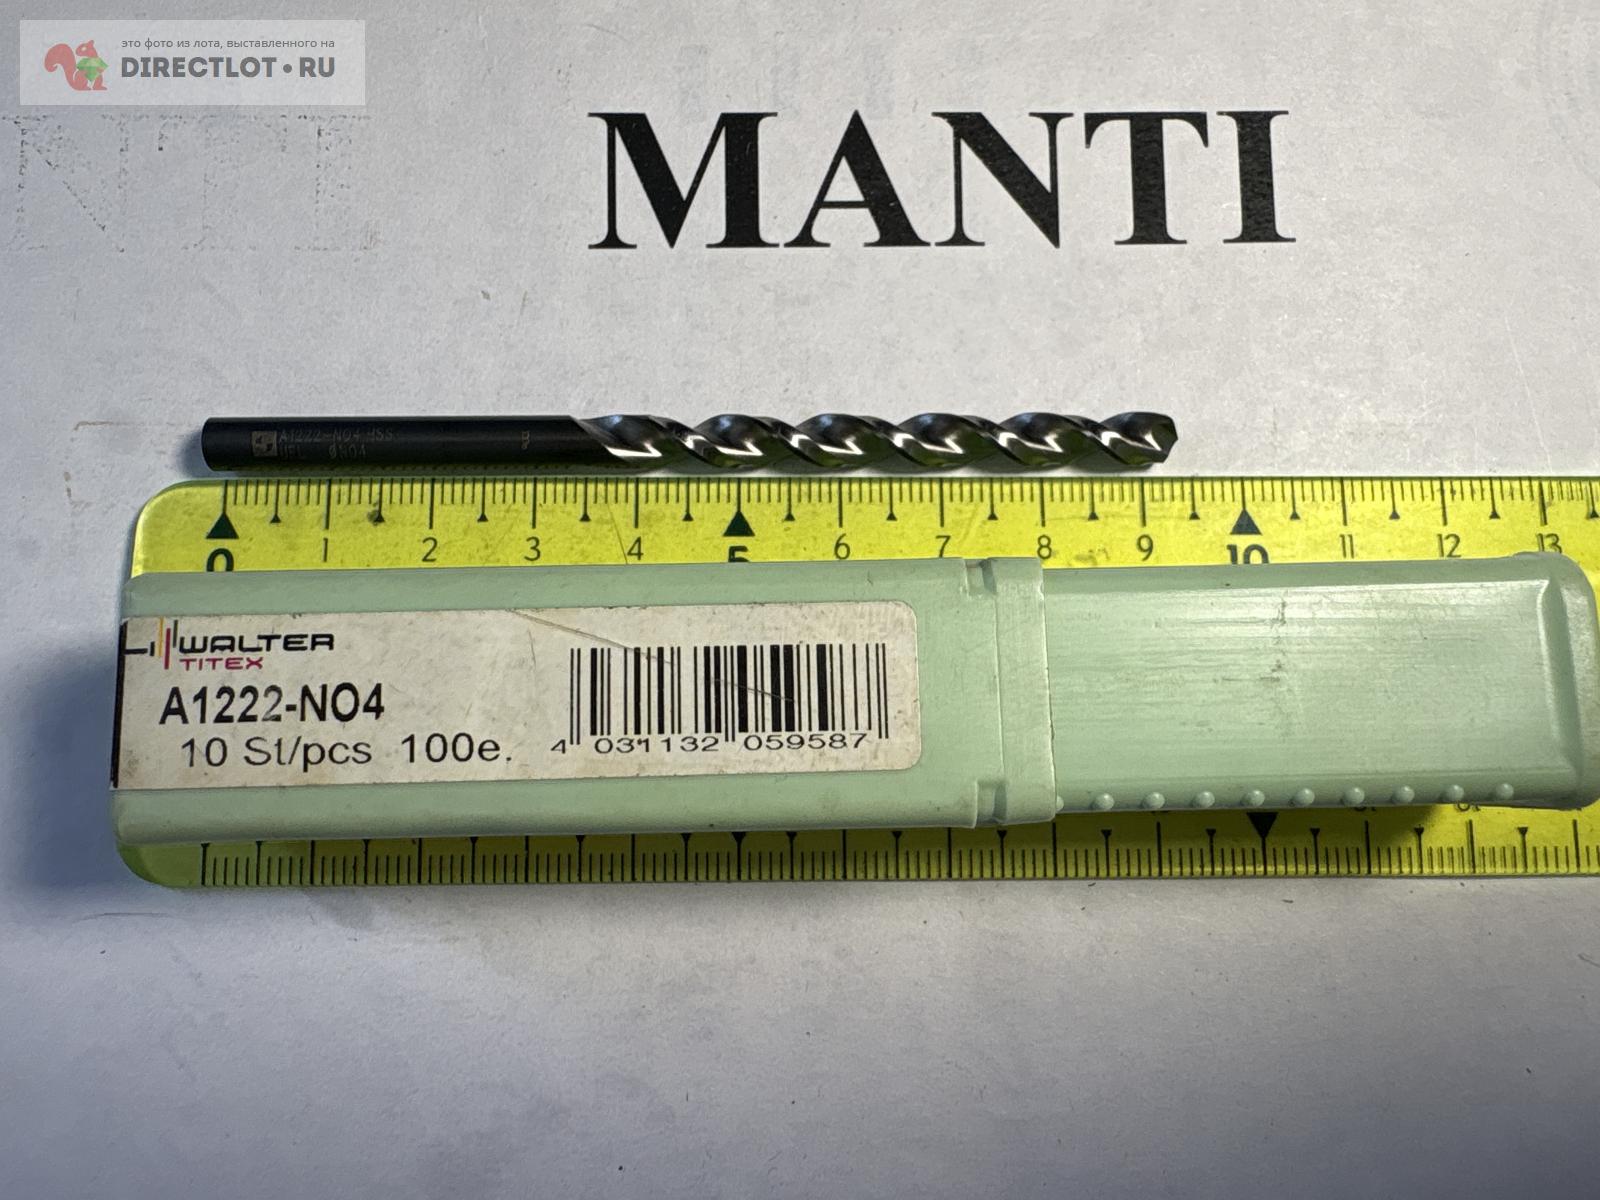 это фото из лота, выставленного на
DIRECTLOT • RU
MANTI
A1222-NO4 HSS
UFL ØNO4
0 1 2 3 4 5 6 7 8 9 10 11 12 13
WALTER
TITEX
A1222-NO4
10 St/pcs 100e.
4 031132 059587